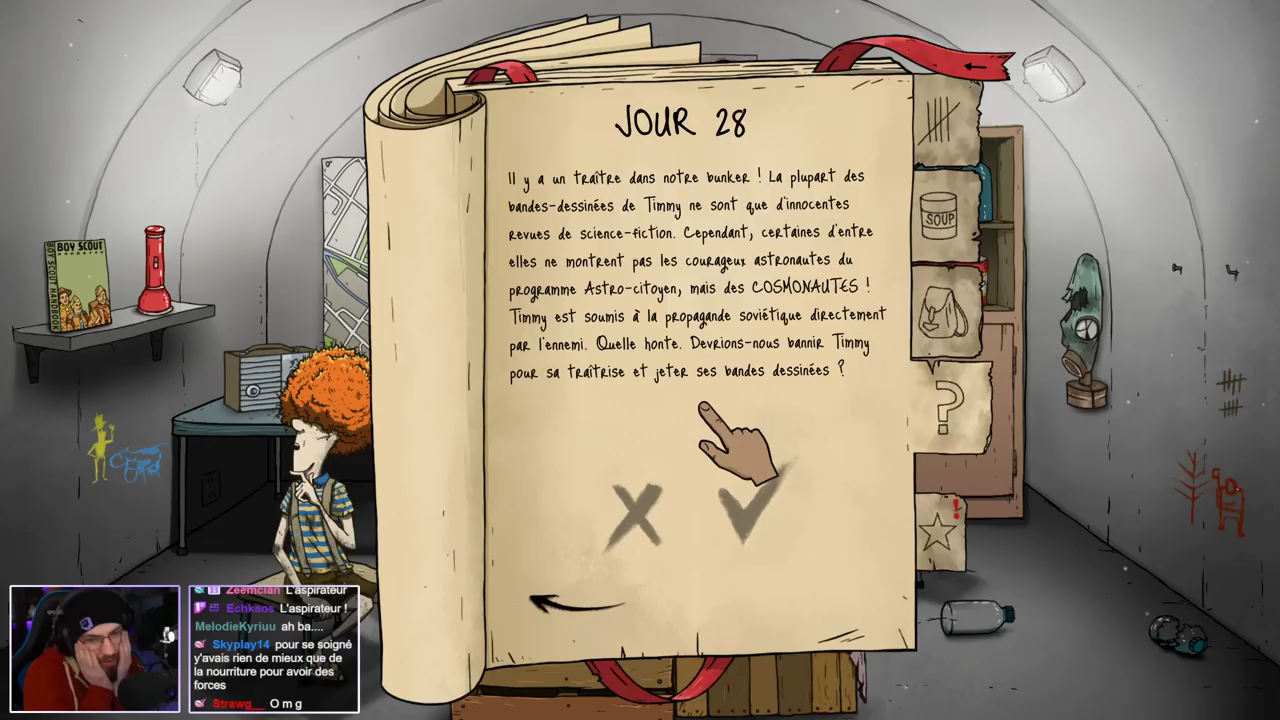 JOUR 28
Il y a un traître dans notre bunker ! La plupart des
bandes-dessinées de Timmy ne sont que d'innocentes
revues de science-fiction. Cependant, certaines d'entre
elles ne montrent pas les courageux astronautes du
programme Astro-citoyen, mais des COSMONAUTES !
Timmy est soumis à la propagande soviétique directement
par l'ennemi. Quelle honte. Devrions-nous bannir Timmy
pour sa traîtrise et jeter ses bandes dessinées ?
SOUP
?
!
BOY SCOUT
BOY SCOUT HANDBOOK
Zeemclan L'aspirateur
Echkaos L'aspirateur !
MelodieKyriuu ah ba....
Skyplay14 pour se soigné
y'avais rien de mieux que de
la nourriture pour avoir des
forces
Strawg__ O m g